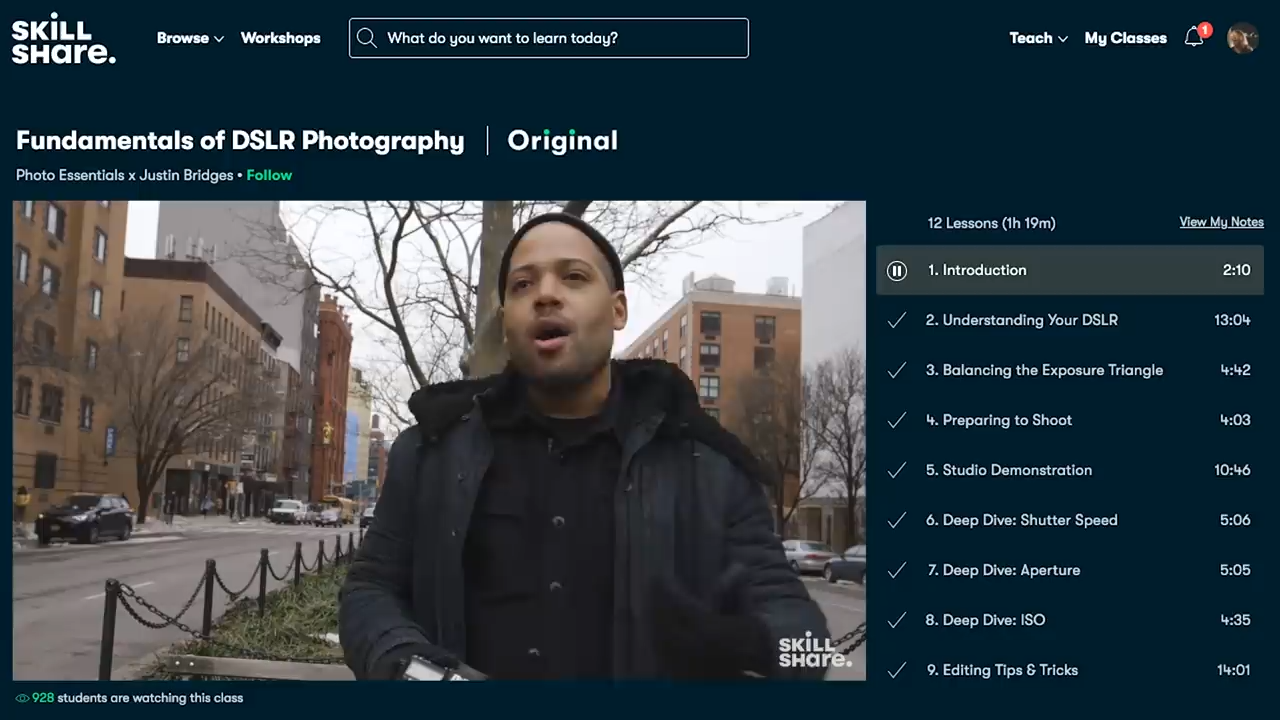 SKILL
SHare.
Browse
Workshops
What do you want to learn today?
Teach
My Classes
1
Fundamentals of DSLR Photography | Original
Photo Essentials x Justin Bridges • Follow
12 Lessons (1h 19m)
View My Notes
1. Introduction 2:10
2. Understanding Your DSLR 13:04
3. Balancing the Exposure Triangle 4:42
4. Preparing to Shoot 4:03
5. Studio Demonstration 10:46
6. Deep Dive: Shutter Speed 5:06
7. Deep Dive: Aperture 5:05
8. Deep Dive: ISO 4:35
9. Editing Tips & Tricks 14:01
SKILL
SHare.
928 students are watching this class